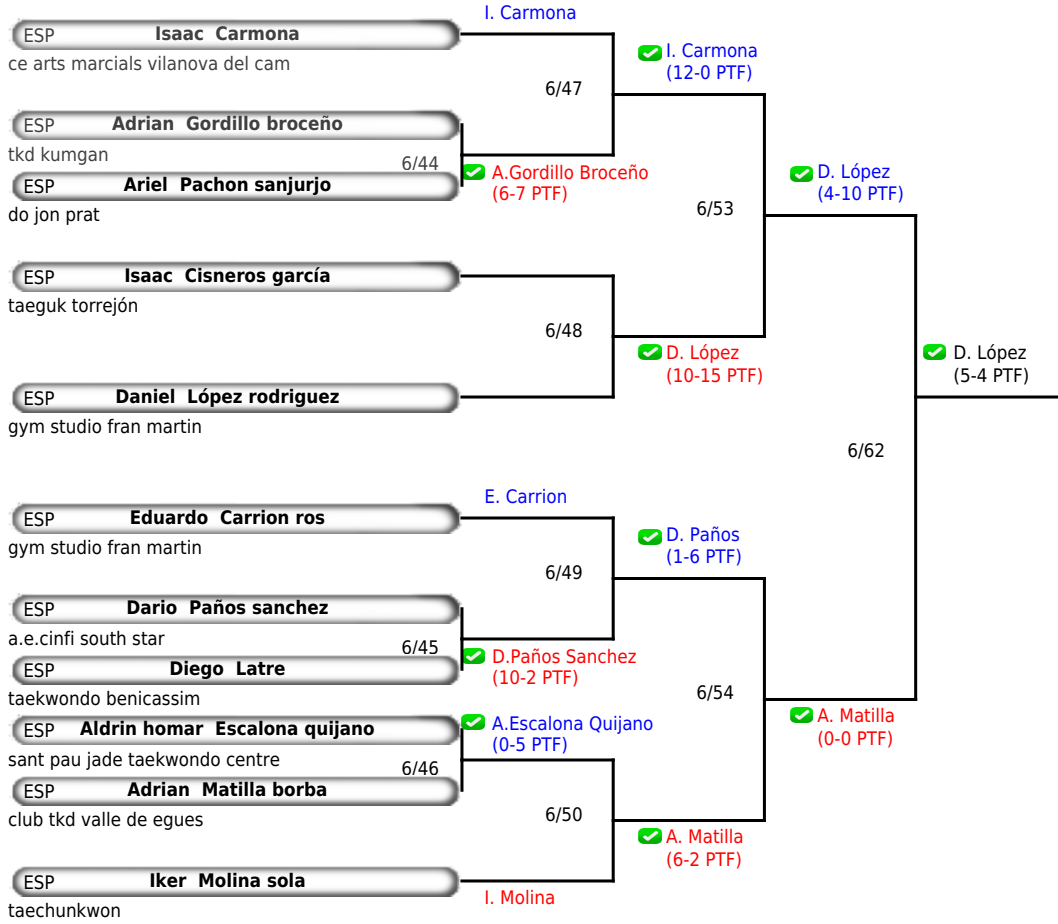 I. Carmona
ESP Isaac Carmona
ce arts marcials vilanova del cam
I. Carmona
(12-0 PTF)
6/47
ESP Adrian Gordillo broceño
tkd kumgan
6/44
A.Gordillo Broceño
(6-7 PTF)
ESP Ariel Pachon sanjurjo
do jon prat
D. López
(4-10 PTF)
6/53
ESP Isaac Cisneros garcía
taeguk torrejón
6/48
D. López
(10-15 PTF)
D. López
(5-4 PTF)
ESP Daniel López rodriguez
gym studio fran martin
6/62
E. Carrion
ESP Eduardo Carrion ros
gym studio fran martin
D. Paños
(1-6 PTF)
6/49
ESP Dario Paños sanchez
a.e.cinfi south star
6/45
D.Paños Sanchez
(10-2 PTF)
ESP Diego Latre
taekwondo benicassim
6/54
A. Matilla
(0-0 PTF)
ESP Aldrin homar Escalona quijano
sant pau jade taekwondo centre
A.Escalona Quijano
(0-5 PTF)
6/46
ESP Adrian Matilla borba
club tkd valle de egues
6/50
A. Matilla
(6-2 PTF)
ESP Iker Molina sola
taechunkwon
I. Molina